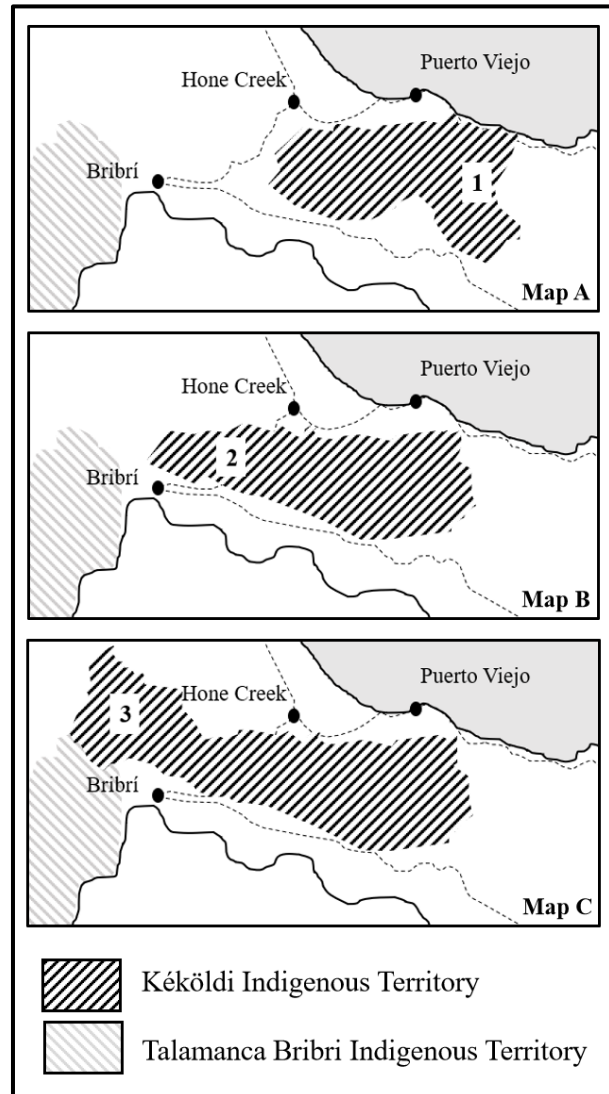 Puerto Viejo
Hone Creek
Bribrí
1
Map A
Puerto Viejo
Hone Creek
2
Bribrí
Map B
Puerto Viejo
Hone Creek
3
Bribrí
Map C
Kéköldi Indigenous Territory
Talamanca Bribri Indigenous Territory